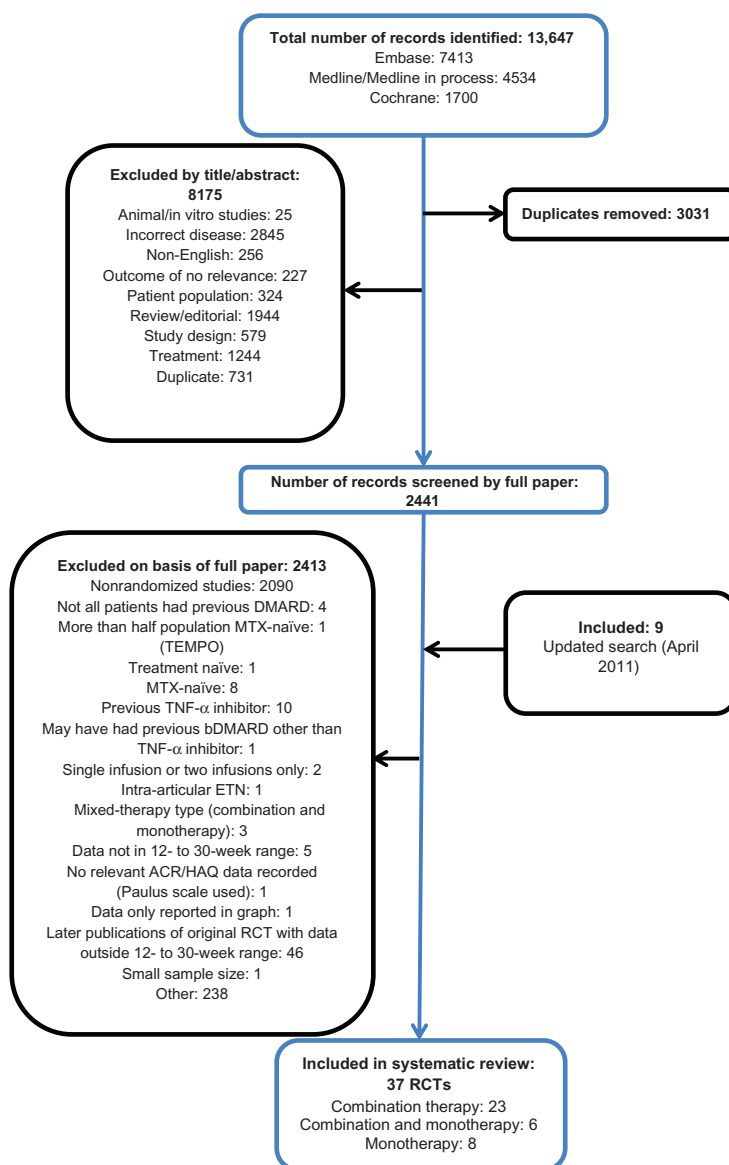 Total number of records identified: 13,647
Embase: 7413
Medline/Medline in process: 4534
Cochrane: 1700
Excluded by title/abstract:
8175
Animal/in vitro studies: 25
Incorrect disease: 2845
Non-English: 256
Outcome of no relevance: 227
Patient population: 324
Review/editorial: 1944
Study design: 579
Treatment: 1244
Duplicate: 731
Duplicates removed: 3031
Number of records screened by full paper:
2441
Excluded on basis of full paper: 2413
Nonrandomized studies: 2090
Not all patients had previous DMARD: 4
More than half population MTX-naïve: 1
(TEMPO)
Treatment naïve: 1
MTX-naïve: 8
Previous TNF-α inhibitor: 10
May have had previous bDMARD other than
TNF-α inhibitor: 1
Single infusion or two infusions only: 2
Intra-articular ETN: 1
Mixed-therapy type (combination and
monotherapy): 3
Data not in 12- to 30-week range: 5
No relevant ACR/HAQ data recorded
(Paulus scale used): 1
Data only reported in graph: 1
Later publications of original RCT with data
outside 12- to 30-week range: 46
Small sample size: 1
Other: 238
Included: 9
Updated search (April
2011)
Included in systematic review:
37 RCTs
Combination therapy: 23
Combination and monotherapy: 6
Monotherapy: 8